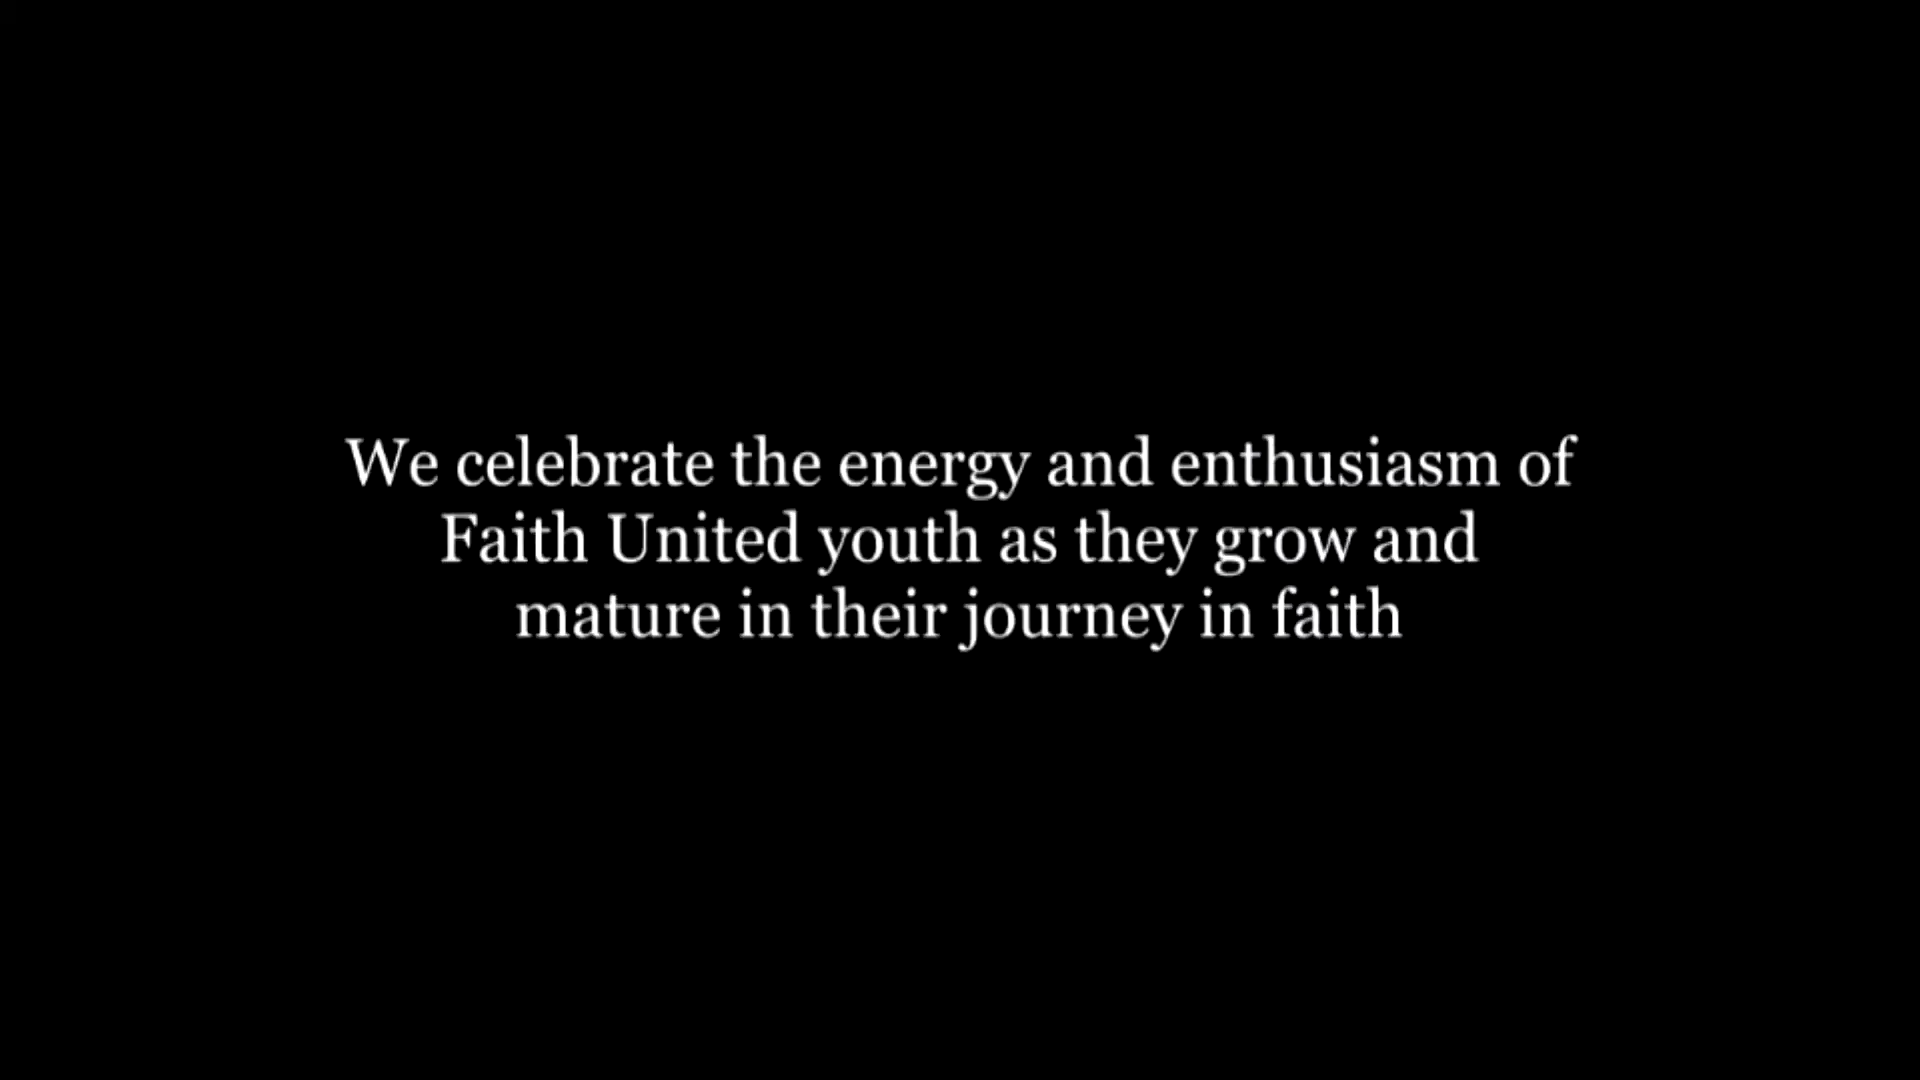 We celebrate the energy and enthusiasm of
Faith United youth as they grow and
mature in their journey in faith